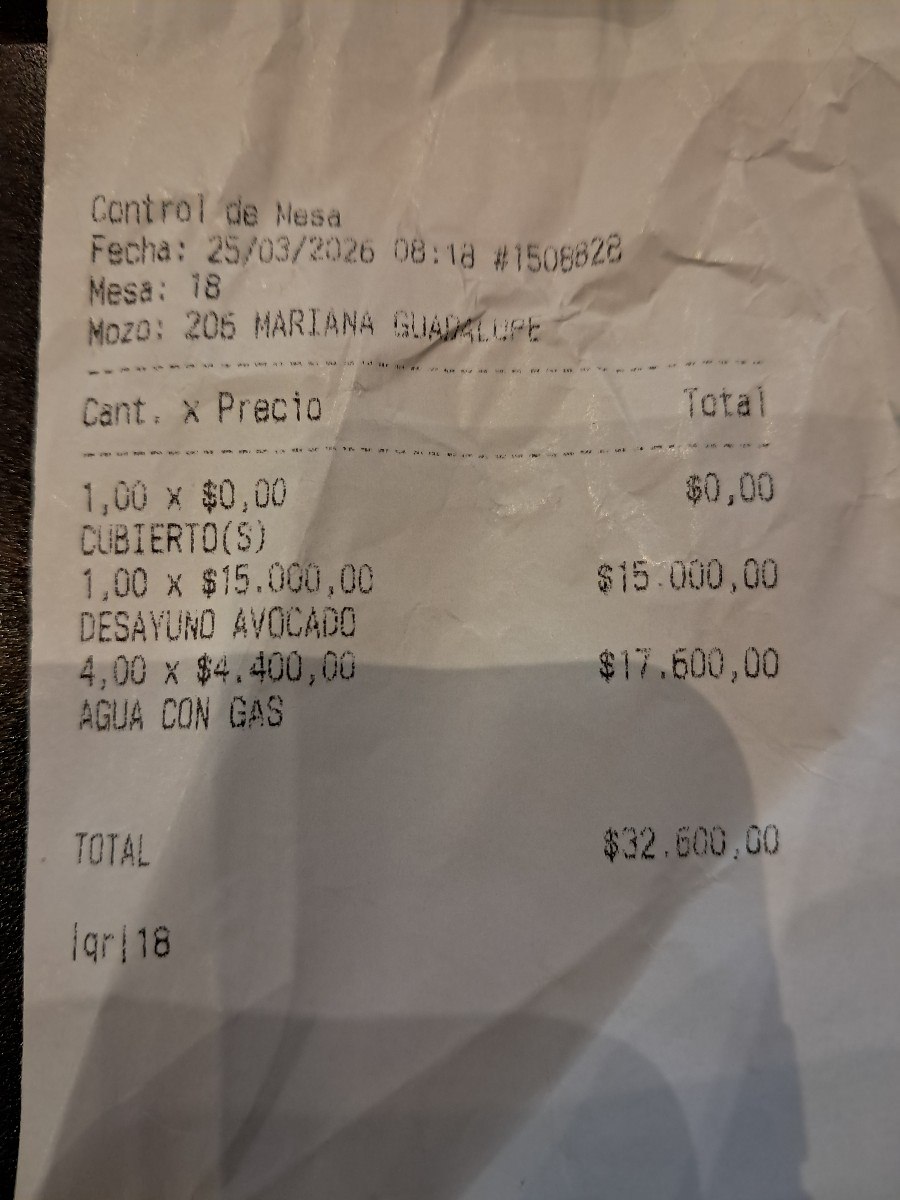 Control de Mesa
Fecha: 25/03/2026 08:18 #1508828
Mesa: 18
Mozo: 206 MARIANA GUADALUPE
Cant. x Precio Total
1,00 x $0,00 $0,00
CUBIERTO(S)
1,00 x $15.000,00 $15.000,00
DESAYUNO AVOCADO
4,00 x $4.400,00 $17.600,00
AGUA CON GAS
TOTAL $32.600,00
|qr|18